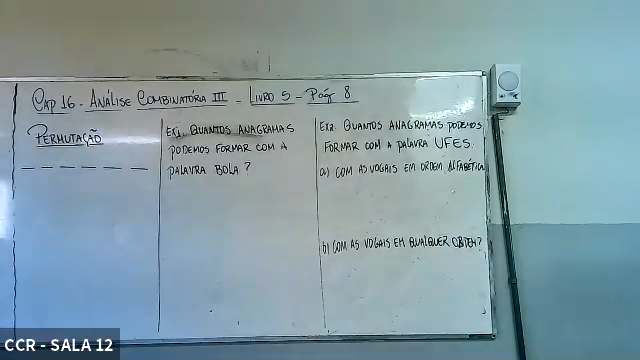 CAP 16 - ANÁLISE COMBINATÓRIA III - LIVRO 5 - PÁG 8
PERMUTAÇÃO
EX1. QUANTOS ANAGRAMAS
PODEMOS FORMAR COM A
PALAVRA BOLA?
EX2. QUANTOS ANAGRAMAS PODEMOS
FORMAR COM A PALAVRA UFES.
a) COM AS VOGAIS EM ORDEM ALFABÉTICA
b) COM AS VOGAIS EM QUALQUER ORDEM?
CCR - SALA 12